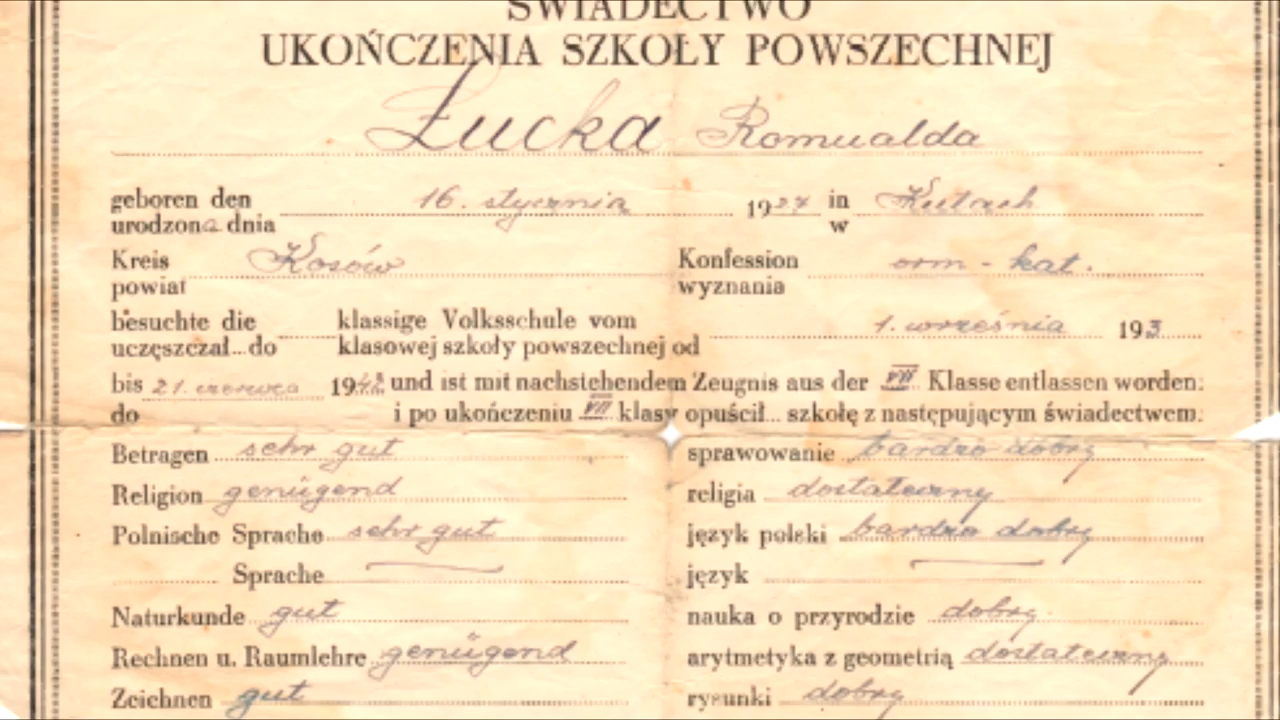 ŚWIADECTWO
UKOŃCZENIA SZKOŁY POWSZECHNEJ
Łucka Romualda
geboren den 16. stycznia 1927 in Kutach
urodzona dnia w
Kreis Kosów Konfession orm-kat.
powiat wyznania
besuchte die klassige Volksschule vom 1. września 193
uczęszczał do klasowej szkoły powszechnej od
bis 21. czerwca 1942 und ist mit nachstehendem Zeugnis aus der VII Klasse entlassen worden:
do i po ukończeniu VII klasy opuścił szkołę z następującym świadectwem:
Betragen sehr gut sprawowanie bardzo dobry
Religion genügend religia dostateczny
Polnische Sprache sehr gut język polski bardzo dobry
Sprache język
Naturkunde gut nauka o przyrodzie dobry
Rechnen u. Raumlehre genügend arytmetyka z geometrią dostateczny
Zeichnen gut rysunki dobry